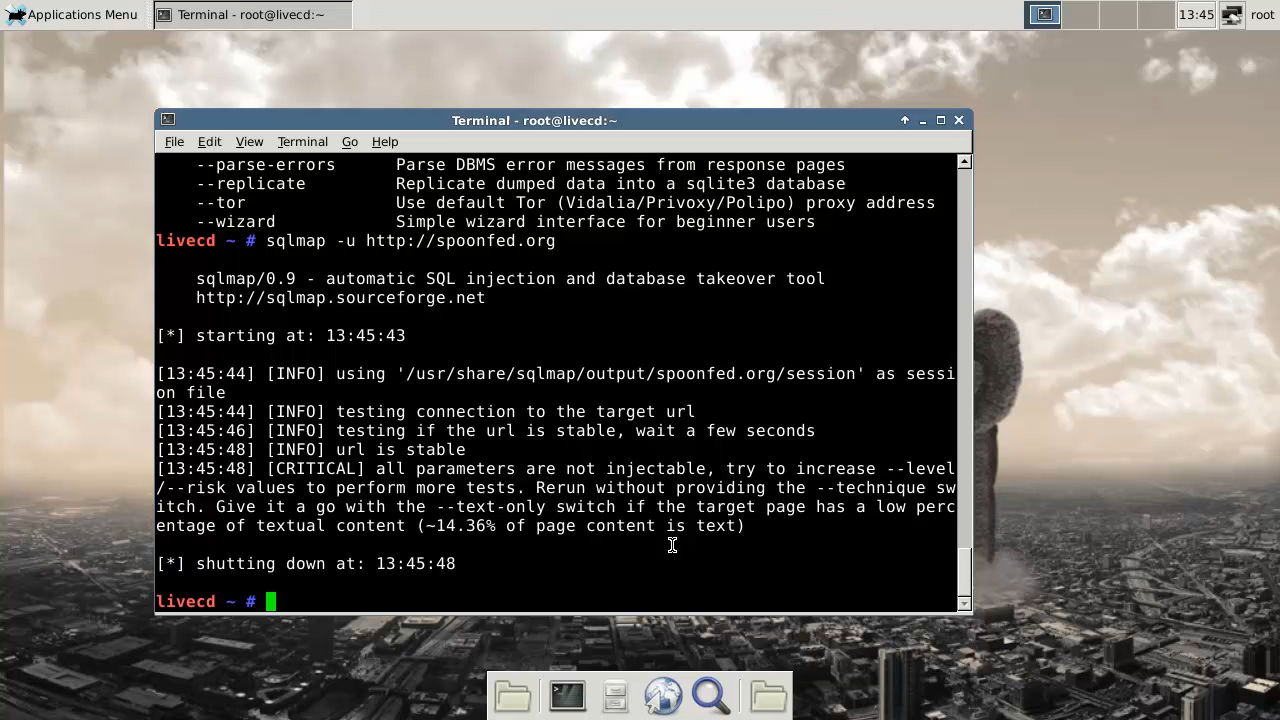 Applications Menu Terminal - root@livecd:~ 13:45 root
Terminal - root@livecd:~
File Edit View Terminal Go Help
--parse-errors Parse DBMS error messages from response pages
--replicate Replicate dumped data into a sqlite3 database
--tor Use default Tor (Vidalia/Privoxy/Polipo) proxy address
--wizard Simple wizard interface for beginner users
livecd ~ # sqlmap -u http://spoonfed.org
sqlmap/0.9 - automatic SQL injection and database takeover tool
http://sqlmap.sourceforge.net
[*] starting at: 13:45:43
[13:45:44] [INFO] using '/usr/share/sqlmap/output/spoonfed.org/session' as sessi
on file
[13:45:44] [INFO] testing connection to the target url
[13:45:46] [INFO] testing if the url is stable, wait a few seconds
[13:45:48] [INFO] url is stable
[13:45:48] [CRITICAL] all parameters are not injectable, try to increase --level
/--risk values to perform more tests. Rerun without providing the --technique sw
itch. Give it a go with the --text-only switch if the target page has a low perc
entage of textual content (~14.36% of page content is text)
[*] shutting down at: 13:45:48
livecd ~ #